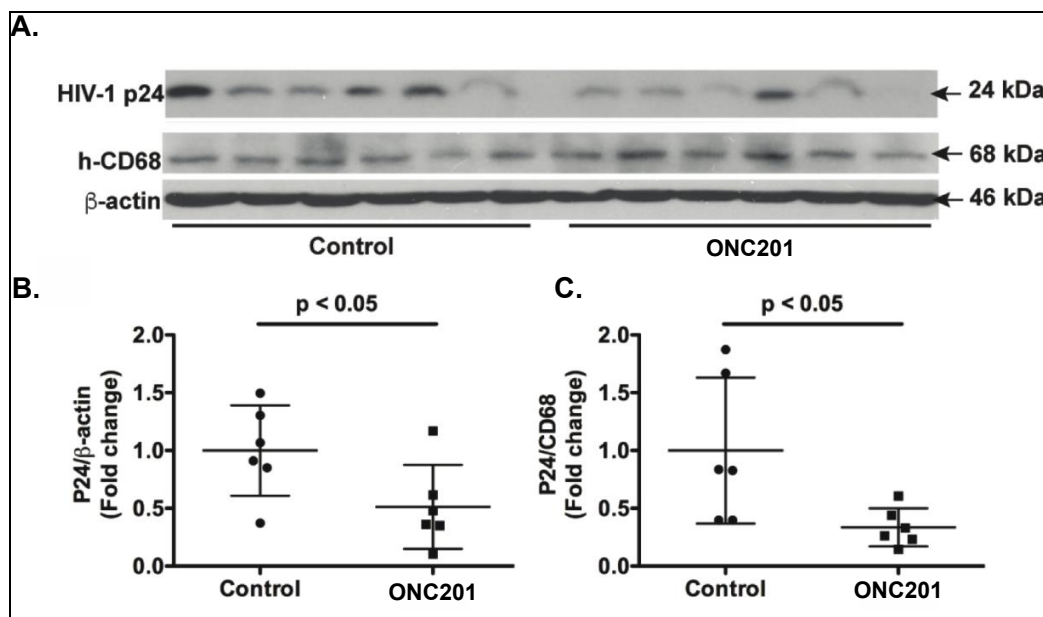 A.
HIV-1 p24
24 kDa
h-CD68
68 kDa
β-actin
46 kDa
Control
ONC201
B.
p < 0.05
P24/β-actin
(Fold change)
2.0
1.5
1.0
0.5
0.0
Control
ONC201
C.
p < 0.05
P24/CD68
(Fold change)
2.0
1.5
1.0
0.5
0.0
Control
ONC201